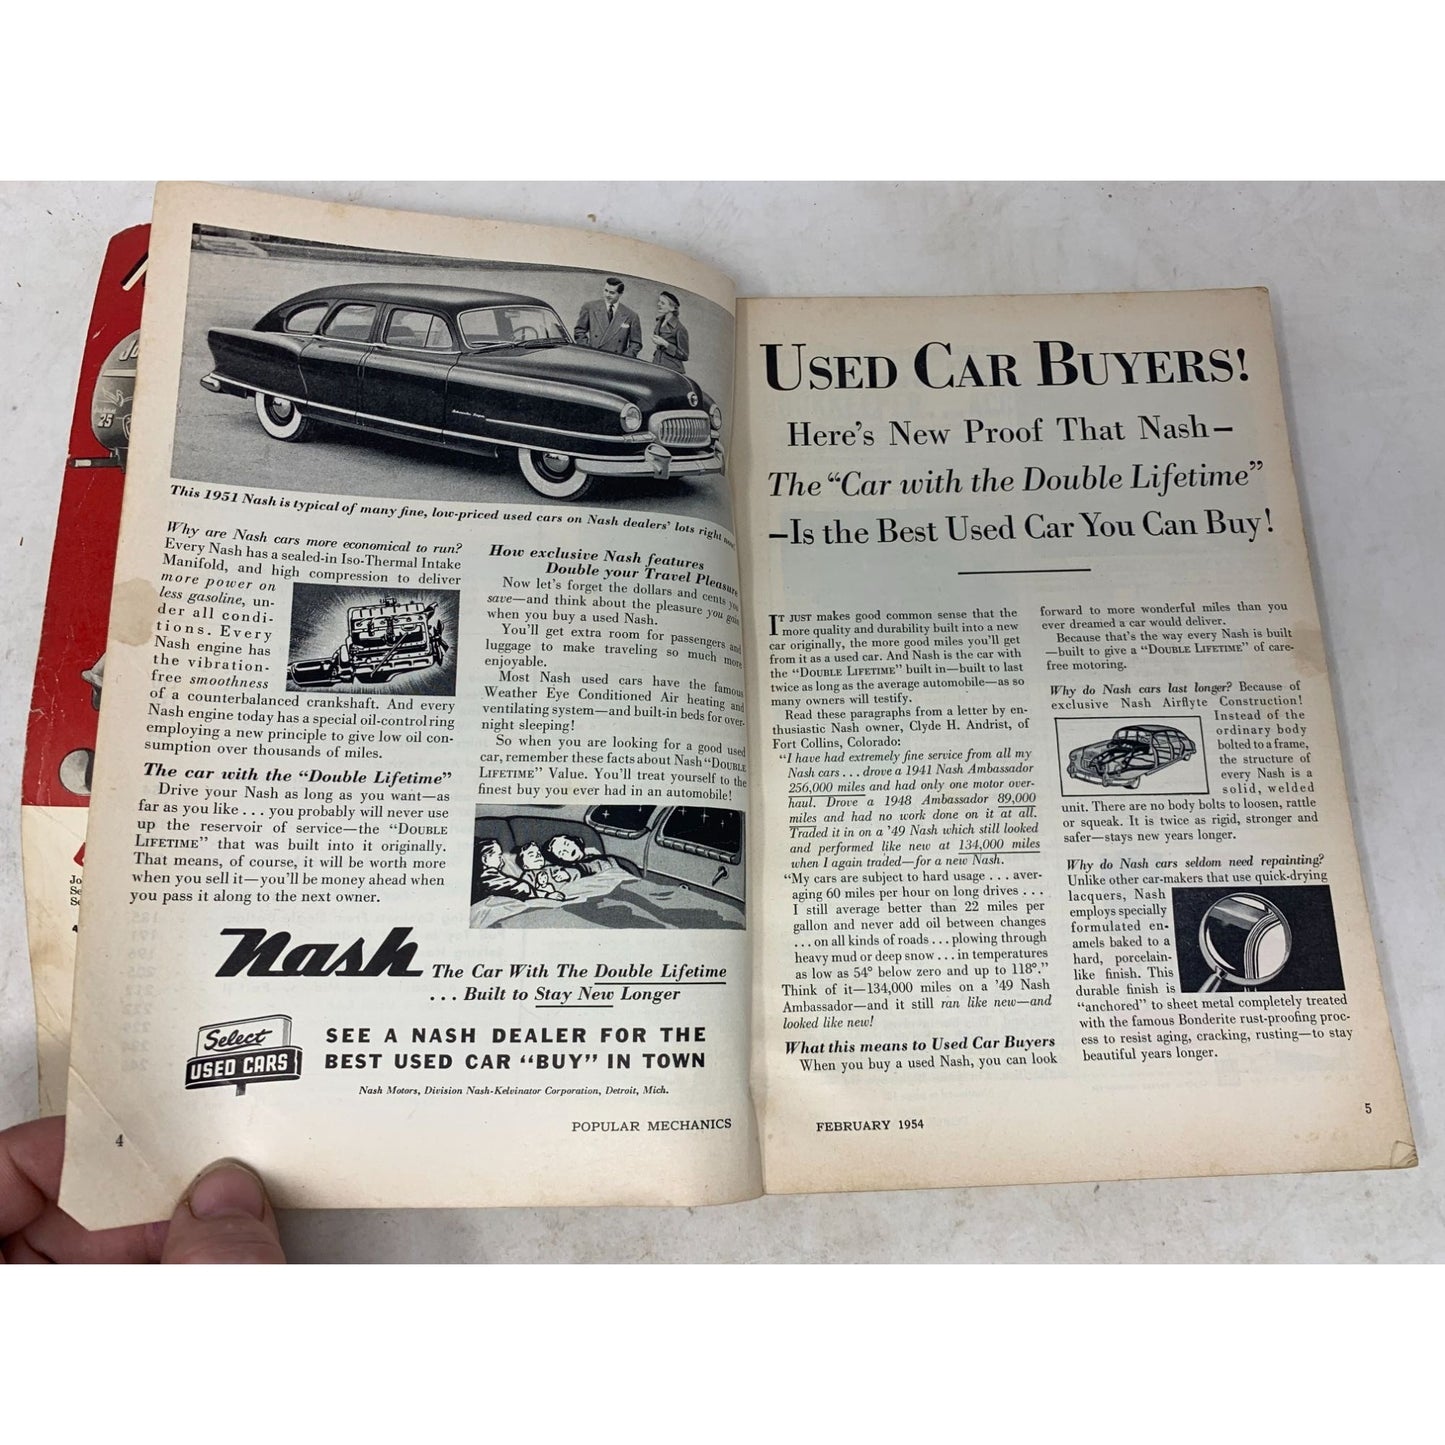 This 1951 Nash is typical of many fine, low-priced used cars on Nash dealers' lots right now!
Why are Nash cars more economical to run?
Every Nash has a sealed-in Iso-Thermal Intake
Manifold, and high compression to deliver
more power on
less gasoline, un-
der all condi-
tions. Every
Nash engine has
the vibration-
free smoothness
of a counterbalanced crankshaft. And every
Nash engine today has a special oil-control ring
employing a new principle to give low oil con-
sumption over thousands of miles.
The car with the "Double Lifetime"
Drive your Nash as long as you want—as
far as you like . . . you probably will never use
up the reservoir of service—the "DOUBLE
LIFETIME" that was built into it originally.
That means, of course, it will be worth more
when you sell it—you'll be money ahead when
you pass it along to the next owner.
How exclusive Nash features
Double your Travel Pleasure
Now let's forget the dollars and cents you
save—and think about the pleasure you gain
when you buy a used Nash.
You'll get extra room for passengers and
luggage to make traveling so much more
enjoyable.
Most Nash used cars have the famous
Weather Eye Conditioned Air heating and
ventilating system—and built-in beds for over-
night sleeping!
So when you are looking for a good used
car, remember these facts about Nash "DOUBLE
LIFETIME" Value. You'll treat yourself to the
finest buy you ever had in an automobile!
Nash The Car With The Double Lifetime
. . . Built to Stay New Longer
Select
USED CARS
SEE A NASH DEALER FOR THE
BEST USED CAR "BUY" IN TOWN
Nash Motors, Division Nash-Kelvinator Corporation, Detroit, Mich.
4
POPULAR MECHANICS
USED CAR BUYERS!
Here's New Proof That Nash—
The "Car with the Double Lifetime"
—Is the Best Used Car You Can Buy!
IT JUST makes good common sense that the
more quality and durability built into a new
car originally, the more good miles you'll get
from it as a used car. And Nash is the car with
the "DOUBLE LIFETIME" built in—built to last
twice as long as the average automobile—as so
many owners will testify.
Read these paragraphs from a letter by en-
thusiastic Nash owner, Clyde H. Andrist, of
Fort Collins, Colorado:
"I have had extremely fine service from all my
Nash cars . . . drove a 1941 Nash Ambassador
256,000 miles and had only one motor over-
haul. Drove a 1948 Ambassador 89,000
miles and had no work done on it at all.
Traded it in on a '49 Nash which still looked
and performed like new at 134,000 miles
when I again traded—for a new Nash.
"My cars are subject to hard usage . . . aver-
aging 60 miles per hour on long drives . . .
I still average better than 22 miles per
gallon and never add oil between changes
. . . on all kinds of roads . . . plowing through
heavy mud or deep snow . . . in temperatures
as low as 54° below zero and up to 118°."
Think of it—134,000 miles on a '49 Nash
Ambassador—and it still ran like new—and
looked like new!
What this means to Used Car Buyers
When you buy a used Nash, you can look
forward to more wonderful miles than you
ever dreamed a car would deliver.
Because that's the way every Nash is built
—built to give a "DOUBLE LIFETIME" of care-
free motoring.
Why do Nash cars last longer? Because of
exclusive Nash Airflyte Construction!
Instead of the
ordinary body
bolted to a frame,
the structure of
every Nash is a
solid, welded
unit. There are no body bolts to loosen, rattle
or squeak. It is twice as rigid, stronger and
safer—stays new years longer.
Why do Nash cars seldom need repainting?
Unlike other car-makers that use quick-drying
lacquers, Nash
employs specially
formulated en-
amels baked to a
hard, porcelain-
like finish. This
durable finish is
"anchored" to sheet metal completely treated
with the famous Bonderite rust-proofing proc-
ess to resist aging, cracking, rusting—to stay
beautiful years longer.
FEBRUARY 1954
5
25